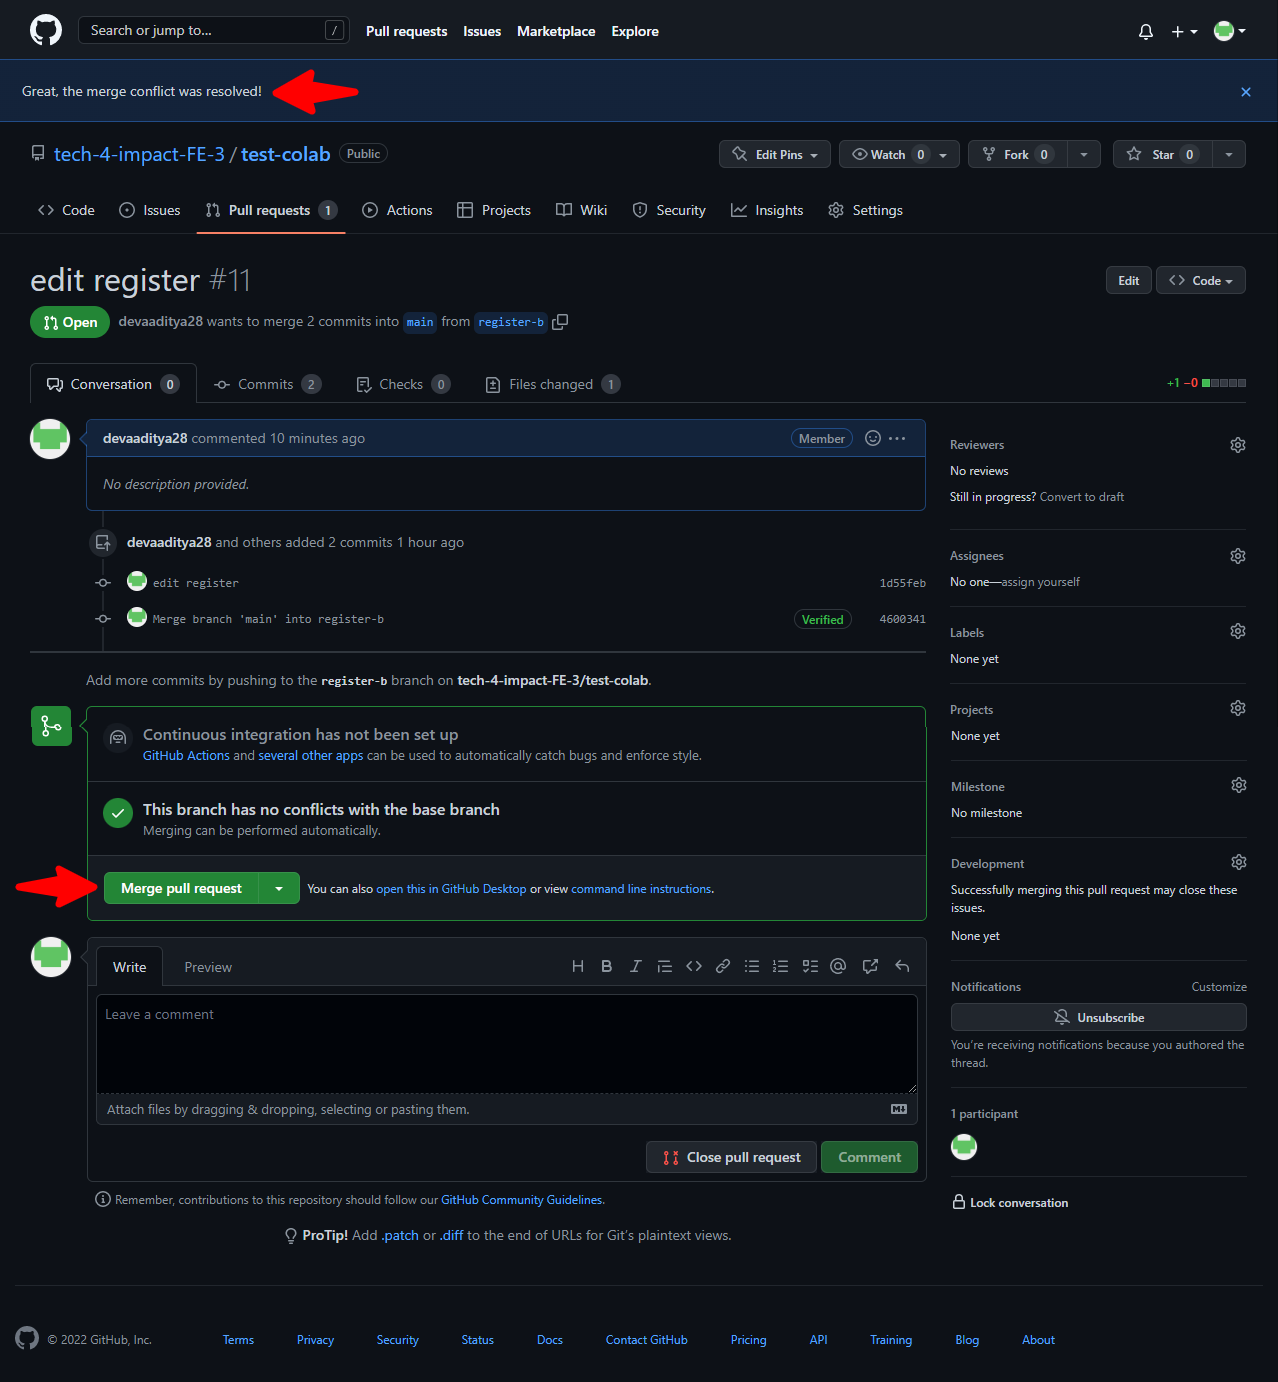 Search or jump to... /
Pull requests Issues Marketplace Explore
Great, the merge conflict was resolved!
tech-4-impact-FE-3 / test-colab Public
Edit Pins Watch 0 Fork 0 Star 0
Code Issues Pull requests 1 Actions Projects Wiki Security Insights Settings
edit register #11
Edit Code
Open devaaditya28 wants to merge 2 commits into main from register-b
Conversation 0 Commits 2 Checks 0 Files changed 1 +1 −0
devaaditya28 commented 10 minutes ago Member
No description provided.
devaaditya28 and others added 2 commits 1 hour ago
edit register 1d55feb
Merge branch 'main' into register-b Verified 4600341
Add more commits by pushing to the register-b branch on tech-4-impact-FE-3/test-colab.
Continuous integration has not been set up
GitHub Actions and several other apps can be used to automatically catch bugs and enforce style.
This branch has no conflicts with the base branch
Merging can be performed automatically.
Merge pull request You can also open this in GitHub Desktop or view command line instructions.
Write Preview H B I
Leave a comment
Attach files by dragging & dropping, selecting or pasting them.
Close pull request Comment
Remember, contributions to this repository should follow our GitHub Community Guidelines.
ProTip! Add .patch or .diff to the end of URLs for Git's plaintext views.
Reviewers
No reviews
Still in progress? Convert to draft
Assignees
No one—assign yourself
Labels
None yet
Projects
None yet
Milestone
No milestone
Development
Successfully merging this pull request may close these
issues.
None yet
Notifications Customize
Unsubscribe
You're receiving notifications because you authored the
thread.
1 participant
Lock conversation
© 2022 GitHub, Inc. Terms Privacy Security Status Docs Contact GitHub Pricing API Training Blog About